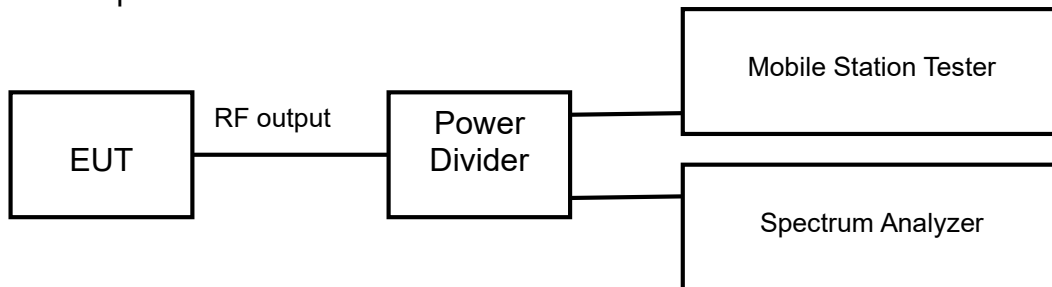 EUT
RF output
Power
Divider
Mobile Station Tester
Spectrum Analyzer